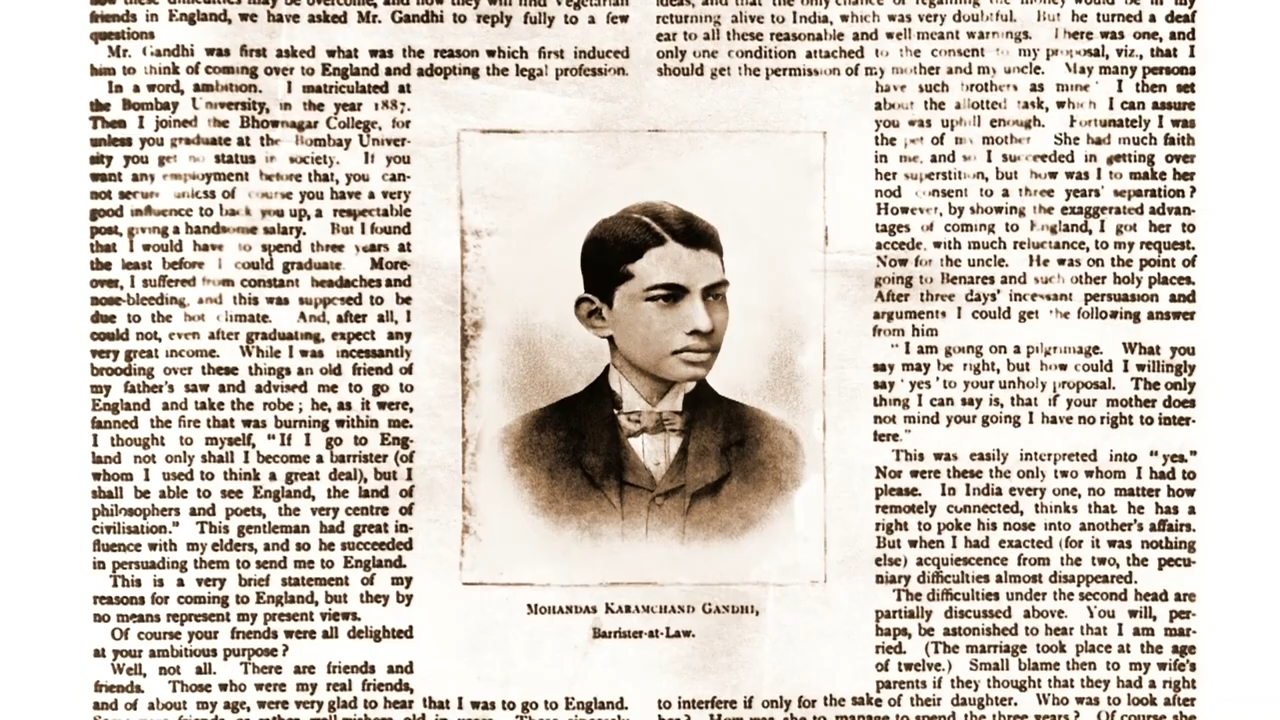 these difficulties may be overcome, and how they will find vegetarian
friends in England, we have asked Mr. Gandhi to reply fully to a few
questions
Mr. Gandhi was first asked what was the reason which first induced
him to think of coming over to England and adopting the legal profession.
In a word, ambition. I matriculated at
the Bombay University, in the year 1887.
Then I joined the Bhownagar College, for
unless you graduate at the Bombay Univer-
sity you get no status in society. If you
want any employment before that, you can-
not secure unless of course you have a very
good influence to back you up, a respectable
post, giving a handsome salary. But I found
that I would have to spend three years at
the least before I could graduate. More-
over, I suffered from constant headaches and
nose-bleeding, and this was supposed to be
due to the hot climate. And, after all, I
could not, even after graduating, expect any
very great income. While I was incessantly
brooding over these things an old friend of
my father's saw and advised me to go to
England and take the robe; he, as it were,
fanned the fire that was burning within me.
I thought to myself, "If I go to Eng-
land not only shall I become a barrister (of
whom I used to think a great deal), but I
shall be able to see England, the land of
philosophers and poets, the very centre of
civilisation." This gentleman had great in-
fluence with my elders, and so he succeeded
in persuading them to send me to England.
This is a very brief statement of my
reasons for coming to England, but they by
no means represent my present views.
Of course your friends were all delighted
at your ambitious purpose?
Well, not all. There are friends and
friends. Those who were my real friends,
and of about my age, were very glad to hear that I was to go to England.
MOHANDAS KARAMCHAND GANDHI,
Barrister-at-Law.
ideas, and that the only chance of regaining the money would be in my
returning alive to India, which was very doubtful. But he turned a deaf
ear to all these reasonable and well-meant warnings. There was one, and
only one condition attached to the consent to my proposal, viz., that I
should get the permission of my mother and my uncle. May many persons
have such brothers as mine! I then set
about the allotted task, which I can assure
you was uphill enough. Fortunately I was
the pet of my mother She had much faith
in me, and so I succeeded in getting over
her superstition, but how was I to make her
nod consent to a three years' separation?
However, by showing the exaggerated advan-
tages of coming to England, I got her to
accede, with much reluctance, to my request.
Now for the uncle. He was on the point of
going to Benares and such other holy places.
After three days' incessant persuasion and
arguments I could get the following answer
from him
"I am going on a pilgrimage. What you
say may be right, but how could I willingly
say 'yes' to your unholy proposal. The only
thing I can say is, that if your mother does
not mind your going I have no right to inter-
fere."
This was easily interpreted into "yes."
Nor were these the only two whom I had to
please. In India every one, no matter how
remotely connected, thinks that he has a
right to poke his nose into another's affairs.
But when I had exacted (for it was nothing
else) acquiescence from the two, the pecu-
niary difficulties almost disappeared.
The difficulties under the second head are
partially discussed above. You will, per-
haps, be astonished to hear that I am mar-
ried. (The marriage took place at the age
of twelve.) Small blame then to my wife's
parents if they thought that they had a right
to interfere if only for the sake of their daughter. Who was to look after
her? How was she to manage to spend the three years? Of course she